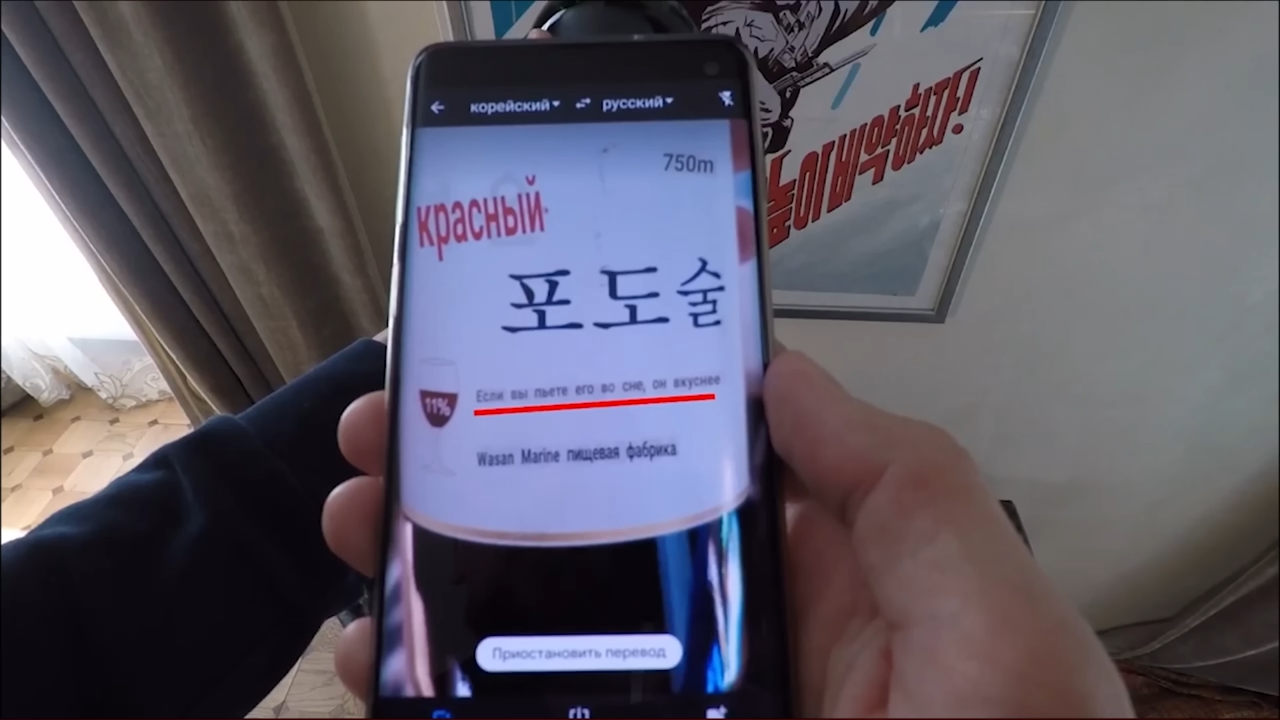 корейский русский
750m
красный
포도술
11%
Если вы пьете его во сне, он вкуснее
Wasan Marine пищевая фабрика
Приостановить перевод
높이 비약하자!